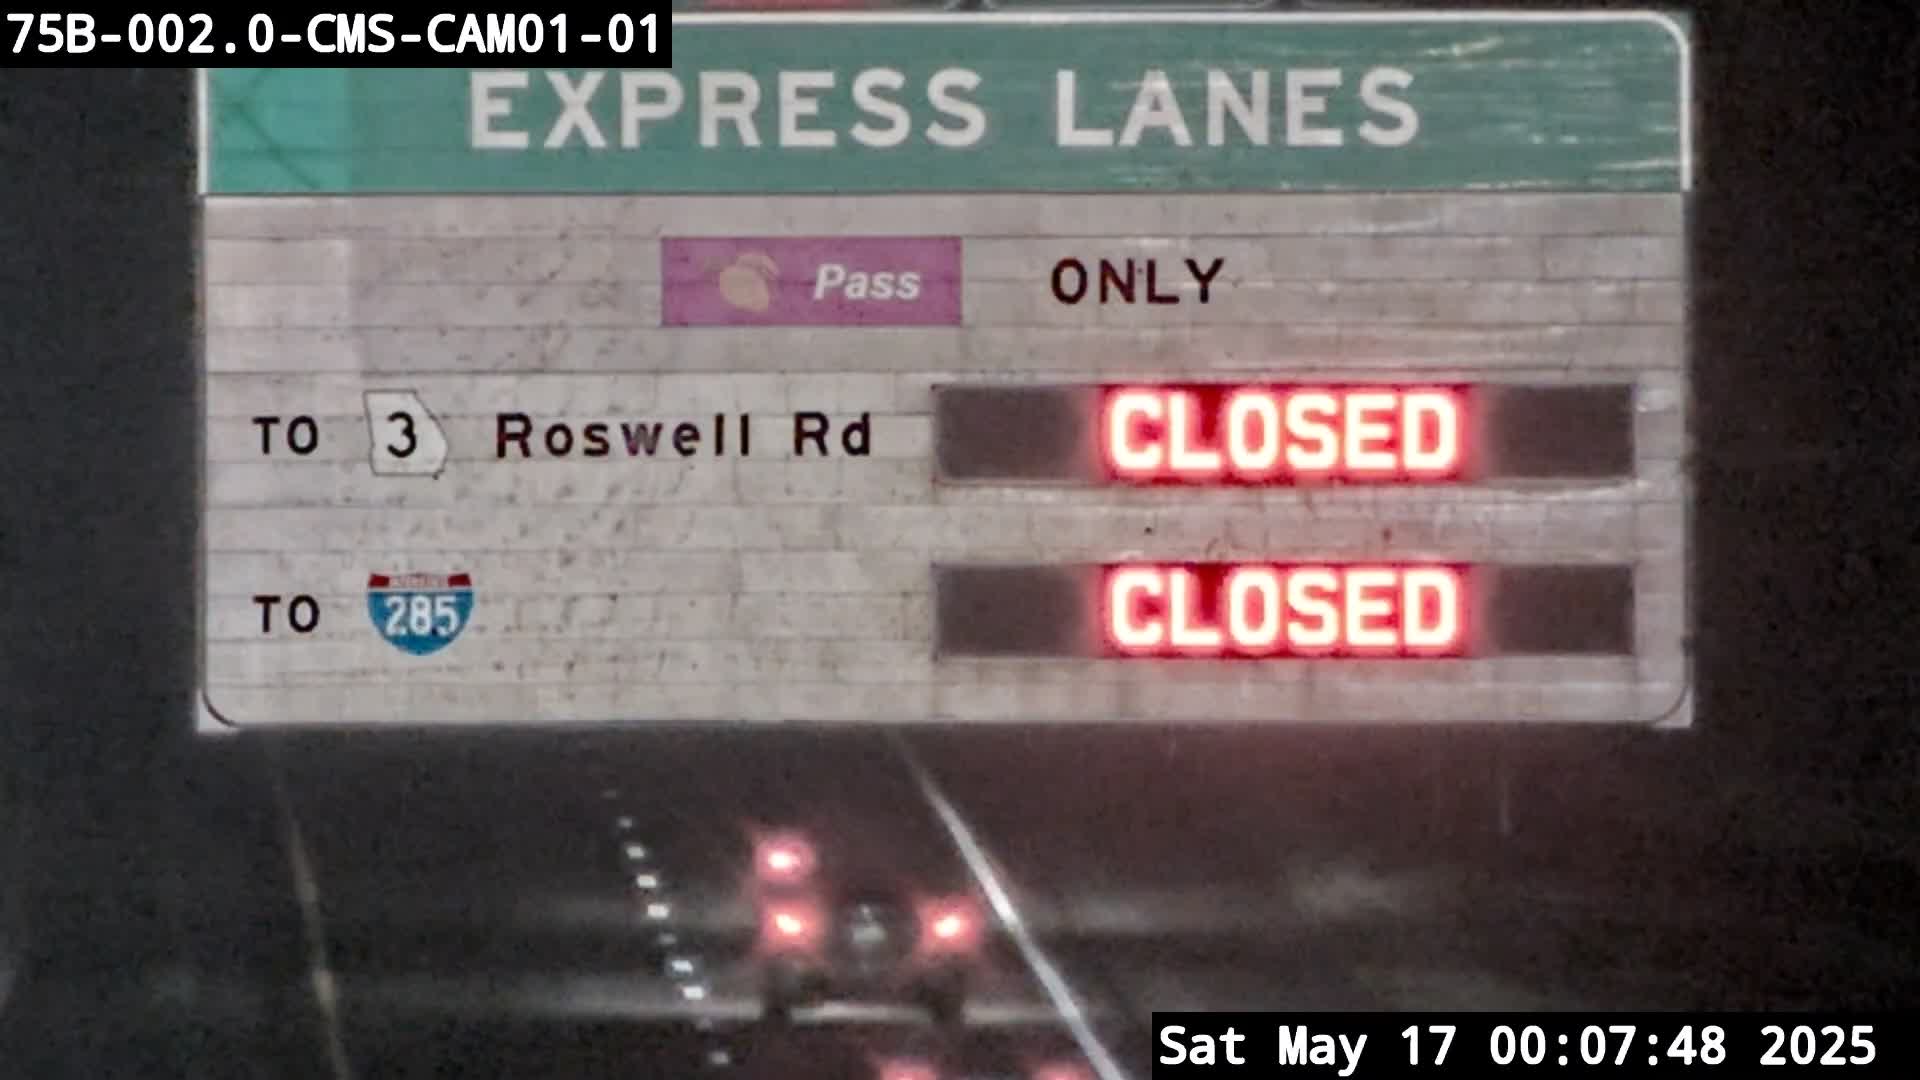 75B-002.0-CMS-CAM01-01
EXPRESS LANES
Pass ONLY
TO 3 Roswell Rd CLOSED
TO 285 CLOSED
Sat May 17 00:07:48 2025